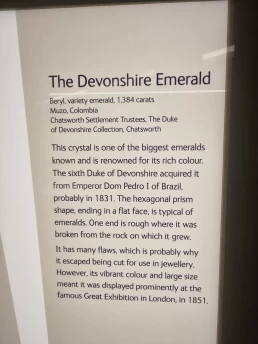 The Devonshire Emerald
Beryl, variety emerald, 1,384 carats
Muzo, Colombia
Chatsworth Settlement Trustees, The Duke
of Devonshire Collection, Chatsworth
This crystal is one of the biggest emeralds
known and is renowned for its rich colour.
The sixth Duke of Devonshire acquired it
from Emperor Dom Pedro I of Brazil,
probably in 1831. The hexagonal prism
shape, ending in a flat face, is typical of
emeralds. One end is rough where it was
broken from the rock on which it grew.
It has many flaws, which is probably why
it escaped being cut for use in jewellery.
However, its vibrant colour and large size
meant it was displayed prominently at the
famous Great Exhibition in London, in 1851.